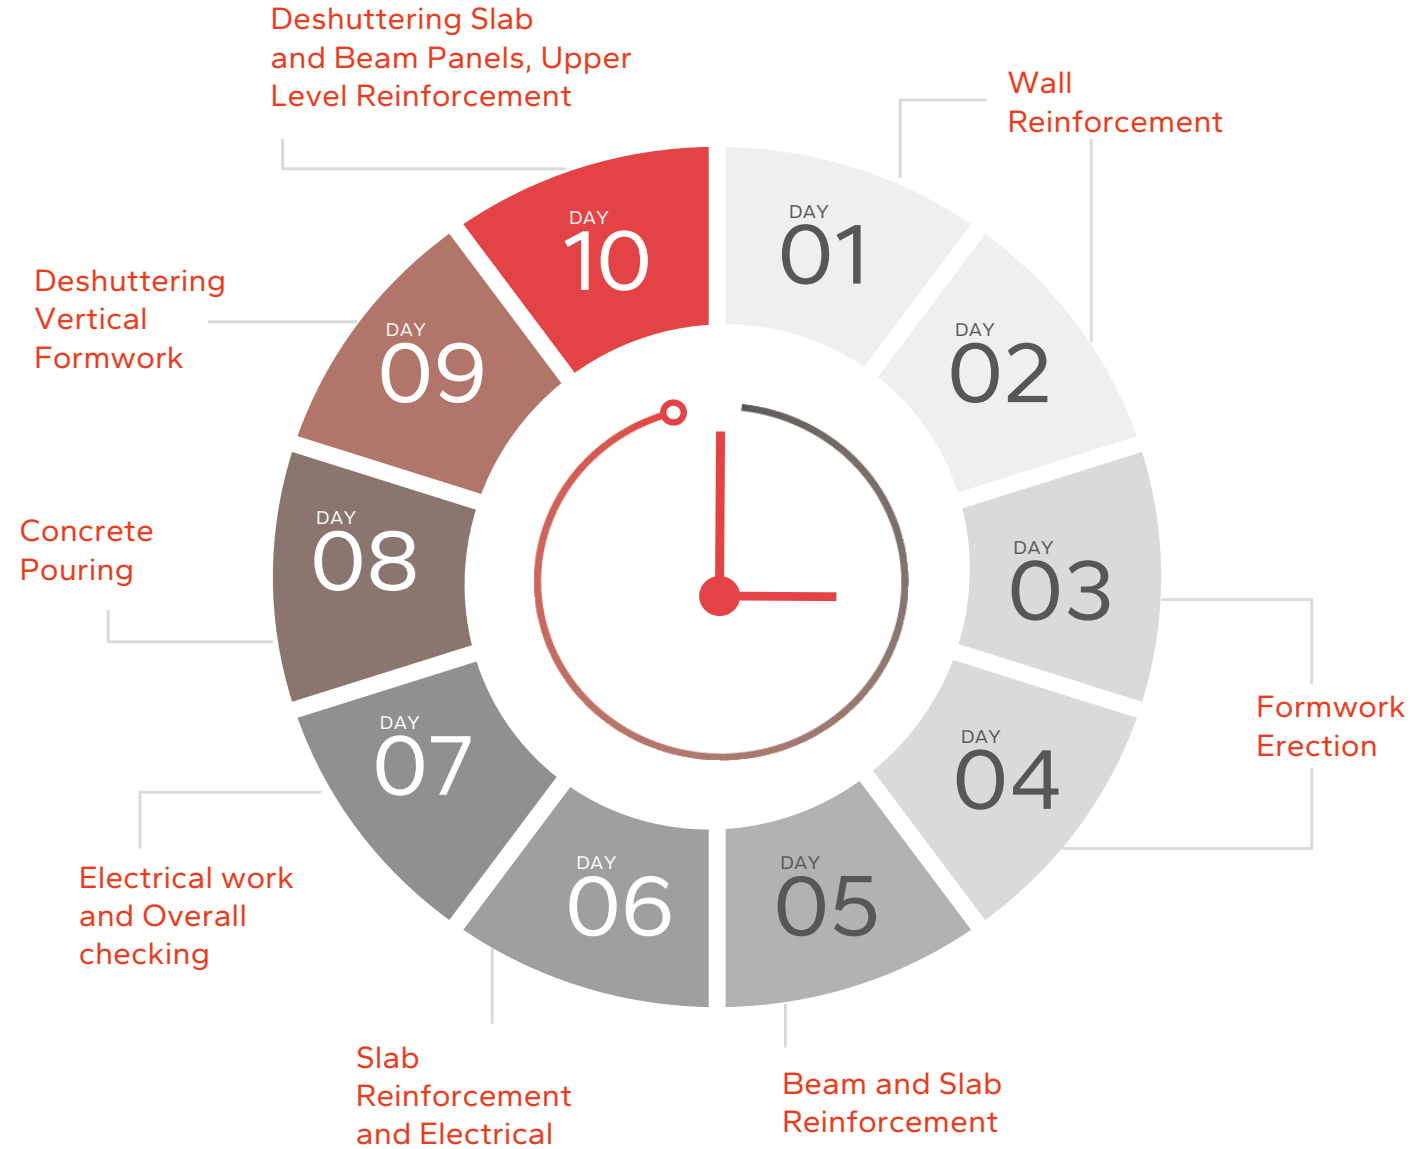 Deshuttering Slab
and Beam Panels, Upper
Level Reinforcement
Wall
Reinforcement
DAY
01
DAY
02
DAY
03
DAY
04
Formwork
Erection
DAY
05
Beam and Slab
Reinforcement
DAY
06
Slab
Reinforcement
and Electrical
DAY
07
Electrical work
and Overall
checking
DAY
08
Concrete
Pouring
DAY
09
Deshuttering
Vertical
Formwork
DAY
10